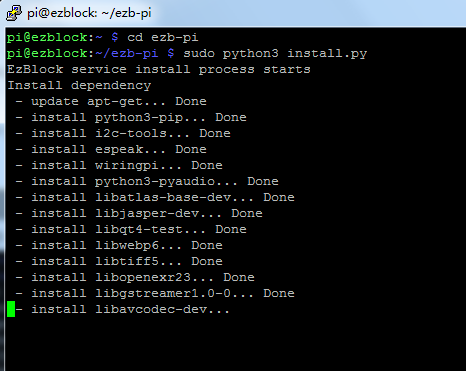 pi@ezblock: ~/ezb-pi
pi@ezblock:~ $ cd ezb-pi
pi@ezblock:~/ezb-pi $ sudo python3 install.py
EzBlock service install process starts
Install dependency
 - update apt-get... Done
 - install python3-pip... Done
 - install i2c-tools... Done
 - install espeak... Done
 - install wiringpi... Done
 - install python3-pyaudio... Done
 - install libatlas-base-dev... Done
 - install libjasper-dev... Done
 - install libqt4-test... Done
 - install libwebp6... Done
 - install libtiff5... Done
 - install libopenexr23... Done
 - install libgstreamer1.0-0... Done
 - install libavcodec-dev...